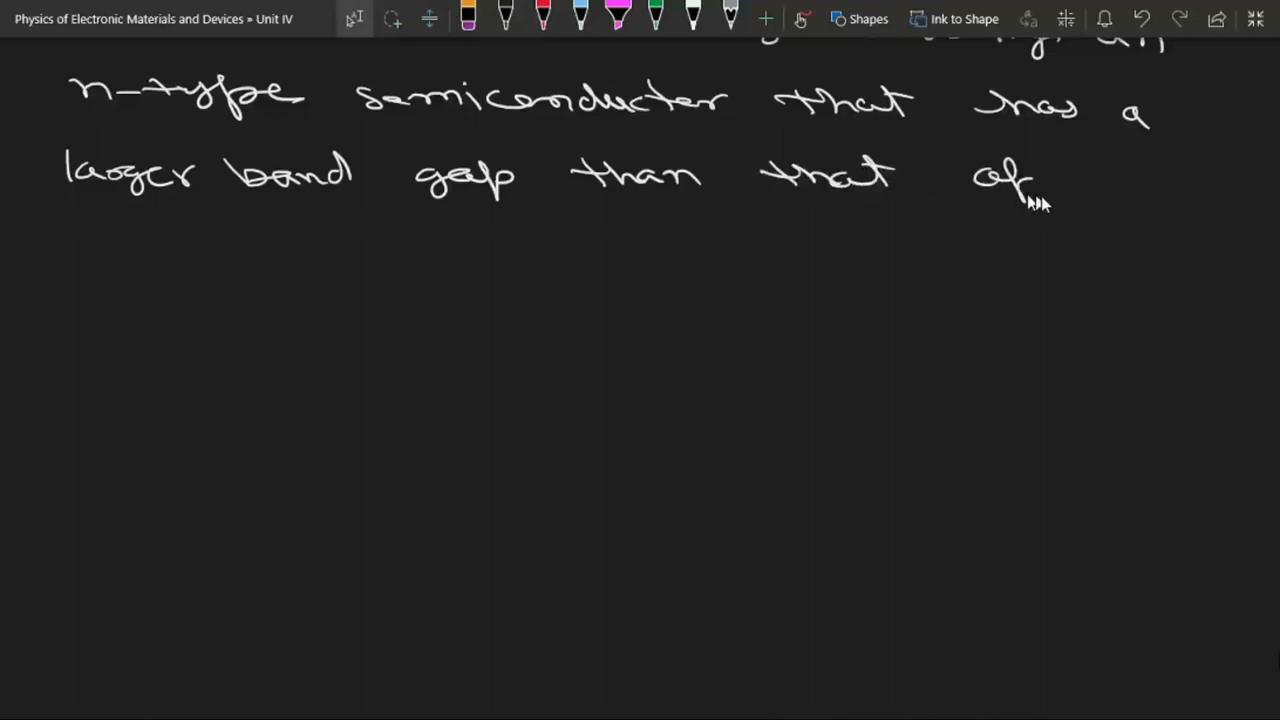 Physics of Electronic Materials and Devices » Unit IV
Shapes
Ink to Shape
n-type semiconductor that has a
larger band gap than that of